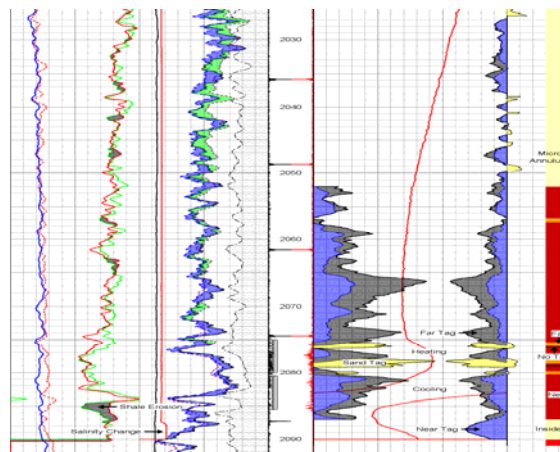 2030
2040
2050
2060
2070
2080
2090
Micro
Annulu
Far Tag
Heating
Sand Tag
No T
Cooling
Shale Erosion
Ne
Salinity Change
Near Tag
Inside